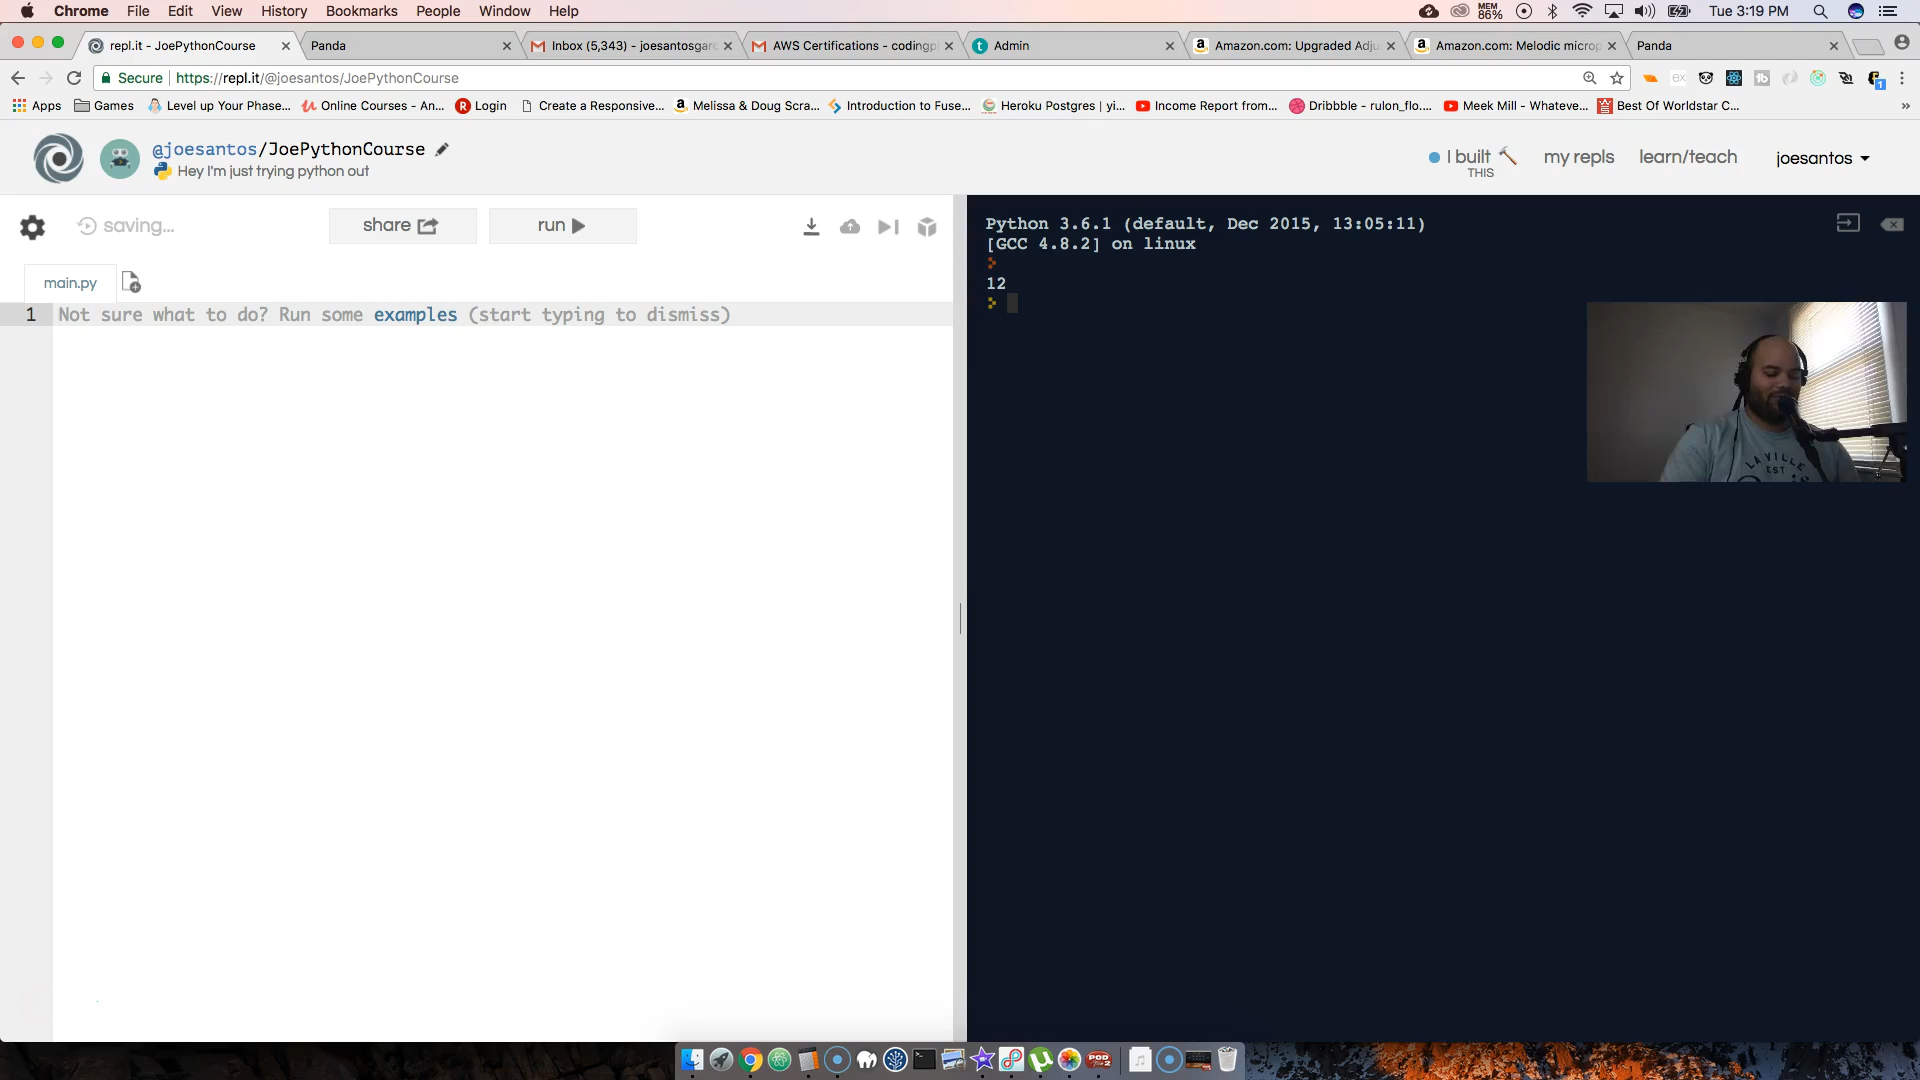 Chrome File Edit View History Bookmarks People Window Help MEM 86% Tue 3:19 PM
repl.it - JoePythonCourse Panda Inbox (5,343) - joesantosgar AWS Certifications - codingp Admin Amazon.com: Upgraded Adju Amazon.com: Melodic microp Panda
Secure https://repl.it/@joesantos/JoePythonCourse
Apps Games Level up Your Phase... Online Courses - An... Login Create a Responsive... Melissa & Doug Scra... Introduction to Fuse... Heroku Postgres | yi... Income Report from... Dribbble - rulon_flo.... Meek Mill - Whateve... Best Of Worldstar C... »
@joesantos/JoePythonCourse
Hey I'm just trying python out
I built THIS my repls learn/teach joesantos
saving... share run
main.py
1 Not sure what to do? Run some examples (start typing to dismiss)
Python 3.6.1 (default, Dec 2015, 13:05:11)
[GCC 4.8.2] on linux
12
LAVILLE
EST